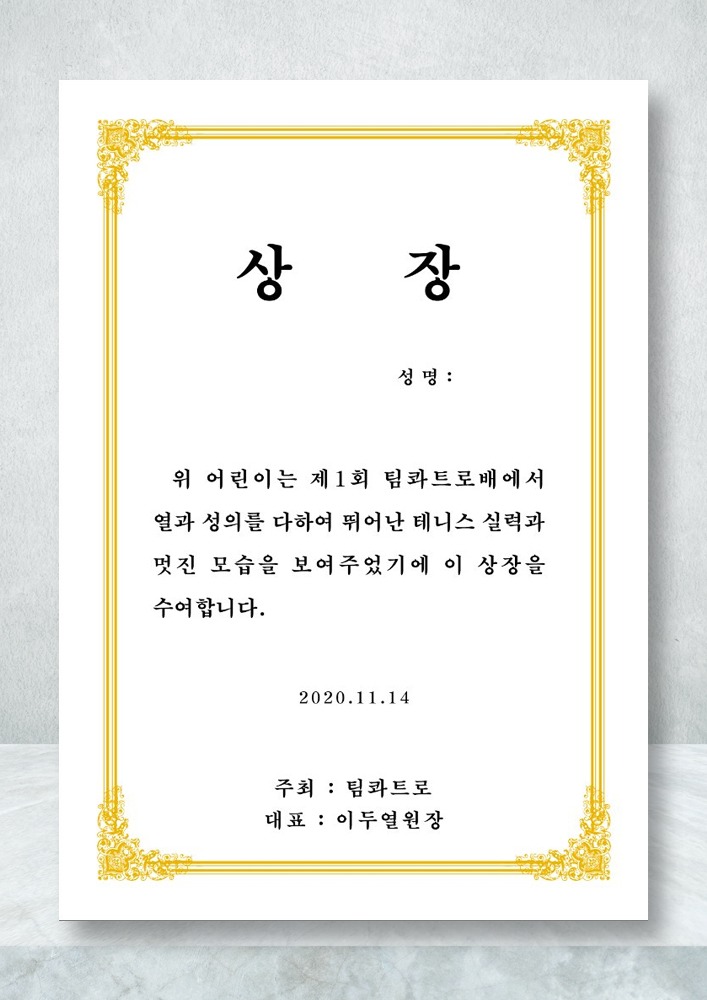 상 장
성 명 :
위 어린이는 제1회 팀콰트로배에서
열과 성의를 다하여 뛰어난 테니스 실력과
멋진 모습을 보여주었기에 이 상장을
수여합니다.
2020.11.14
주최 : 팀콰트로
대표 : 이두열원장